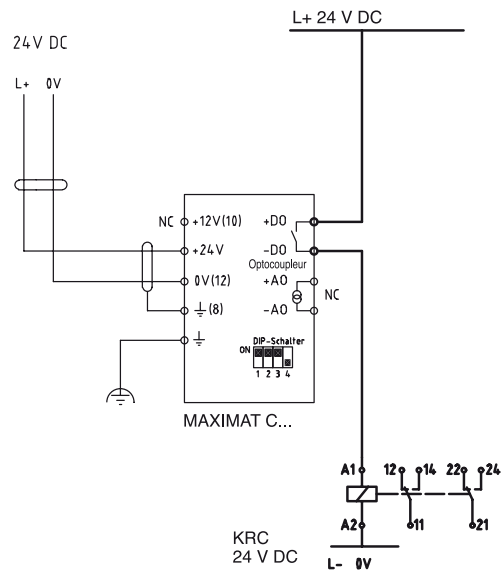 L+ 24 V DC
24V DC
L+ 0V
NC +12V(10) +DO
+24V -DO
Optocoupleur
0V(12) +AO
NC
(8) -AO
DIP-Schalter
ON
1 2 3 4
MAXIMAT C...
A1 12 14 22 24
A2 11 21
KRC
24 V DC
L- 0V